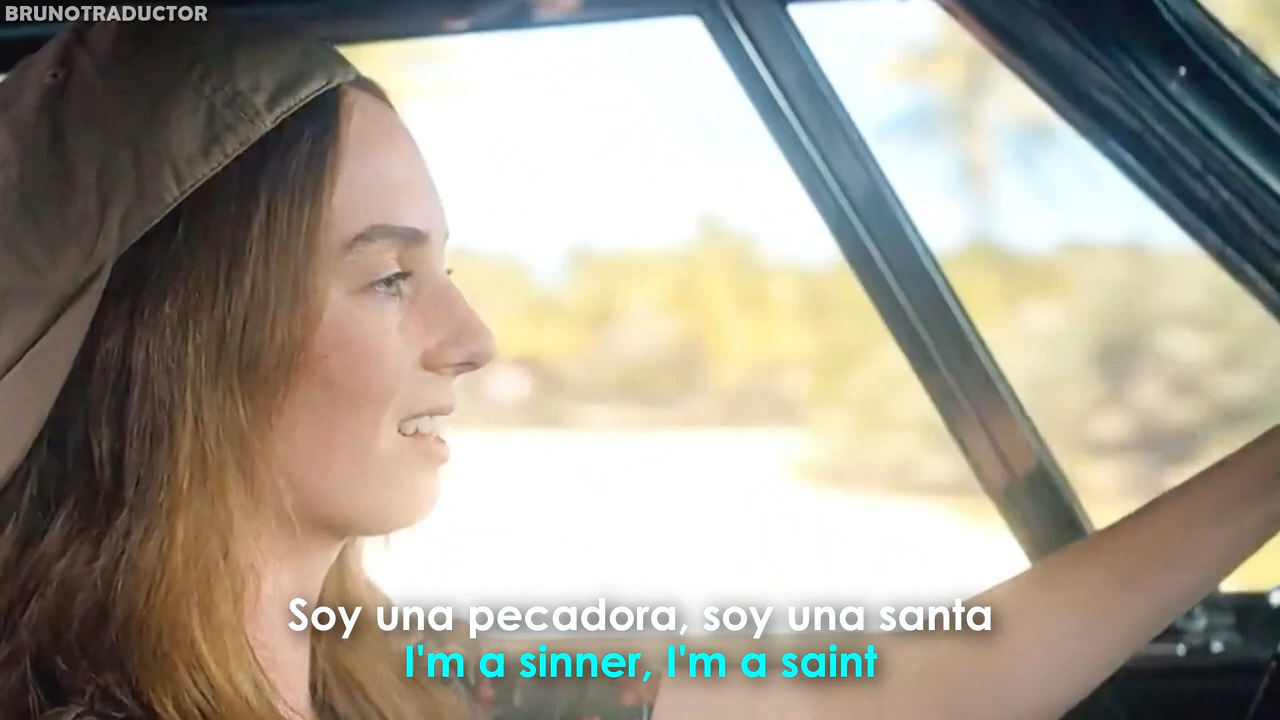 BRUNOTRADUCTOR
Soy una pecadora, soy una santa
I'm a sinner, I'm a saint